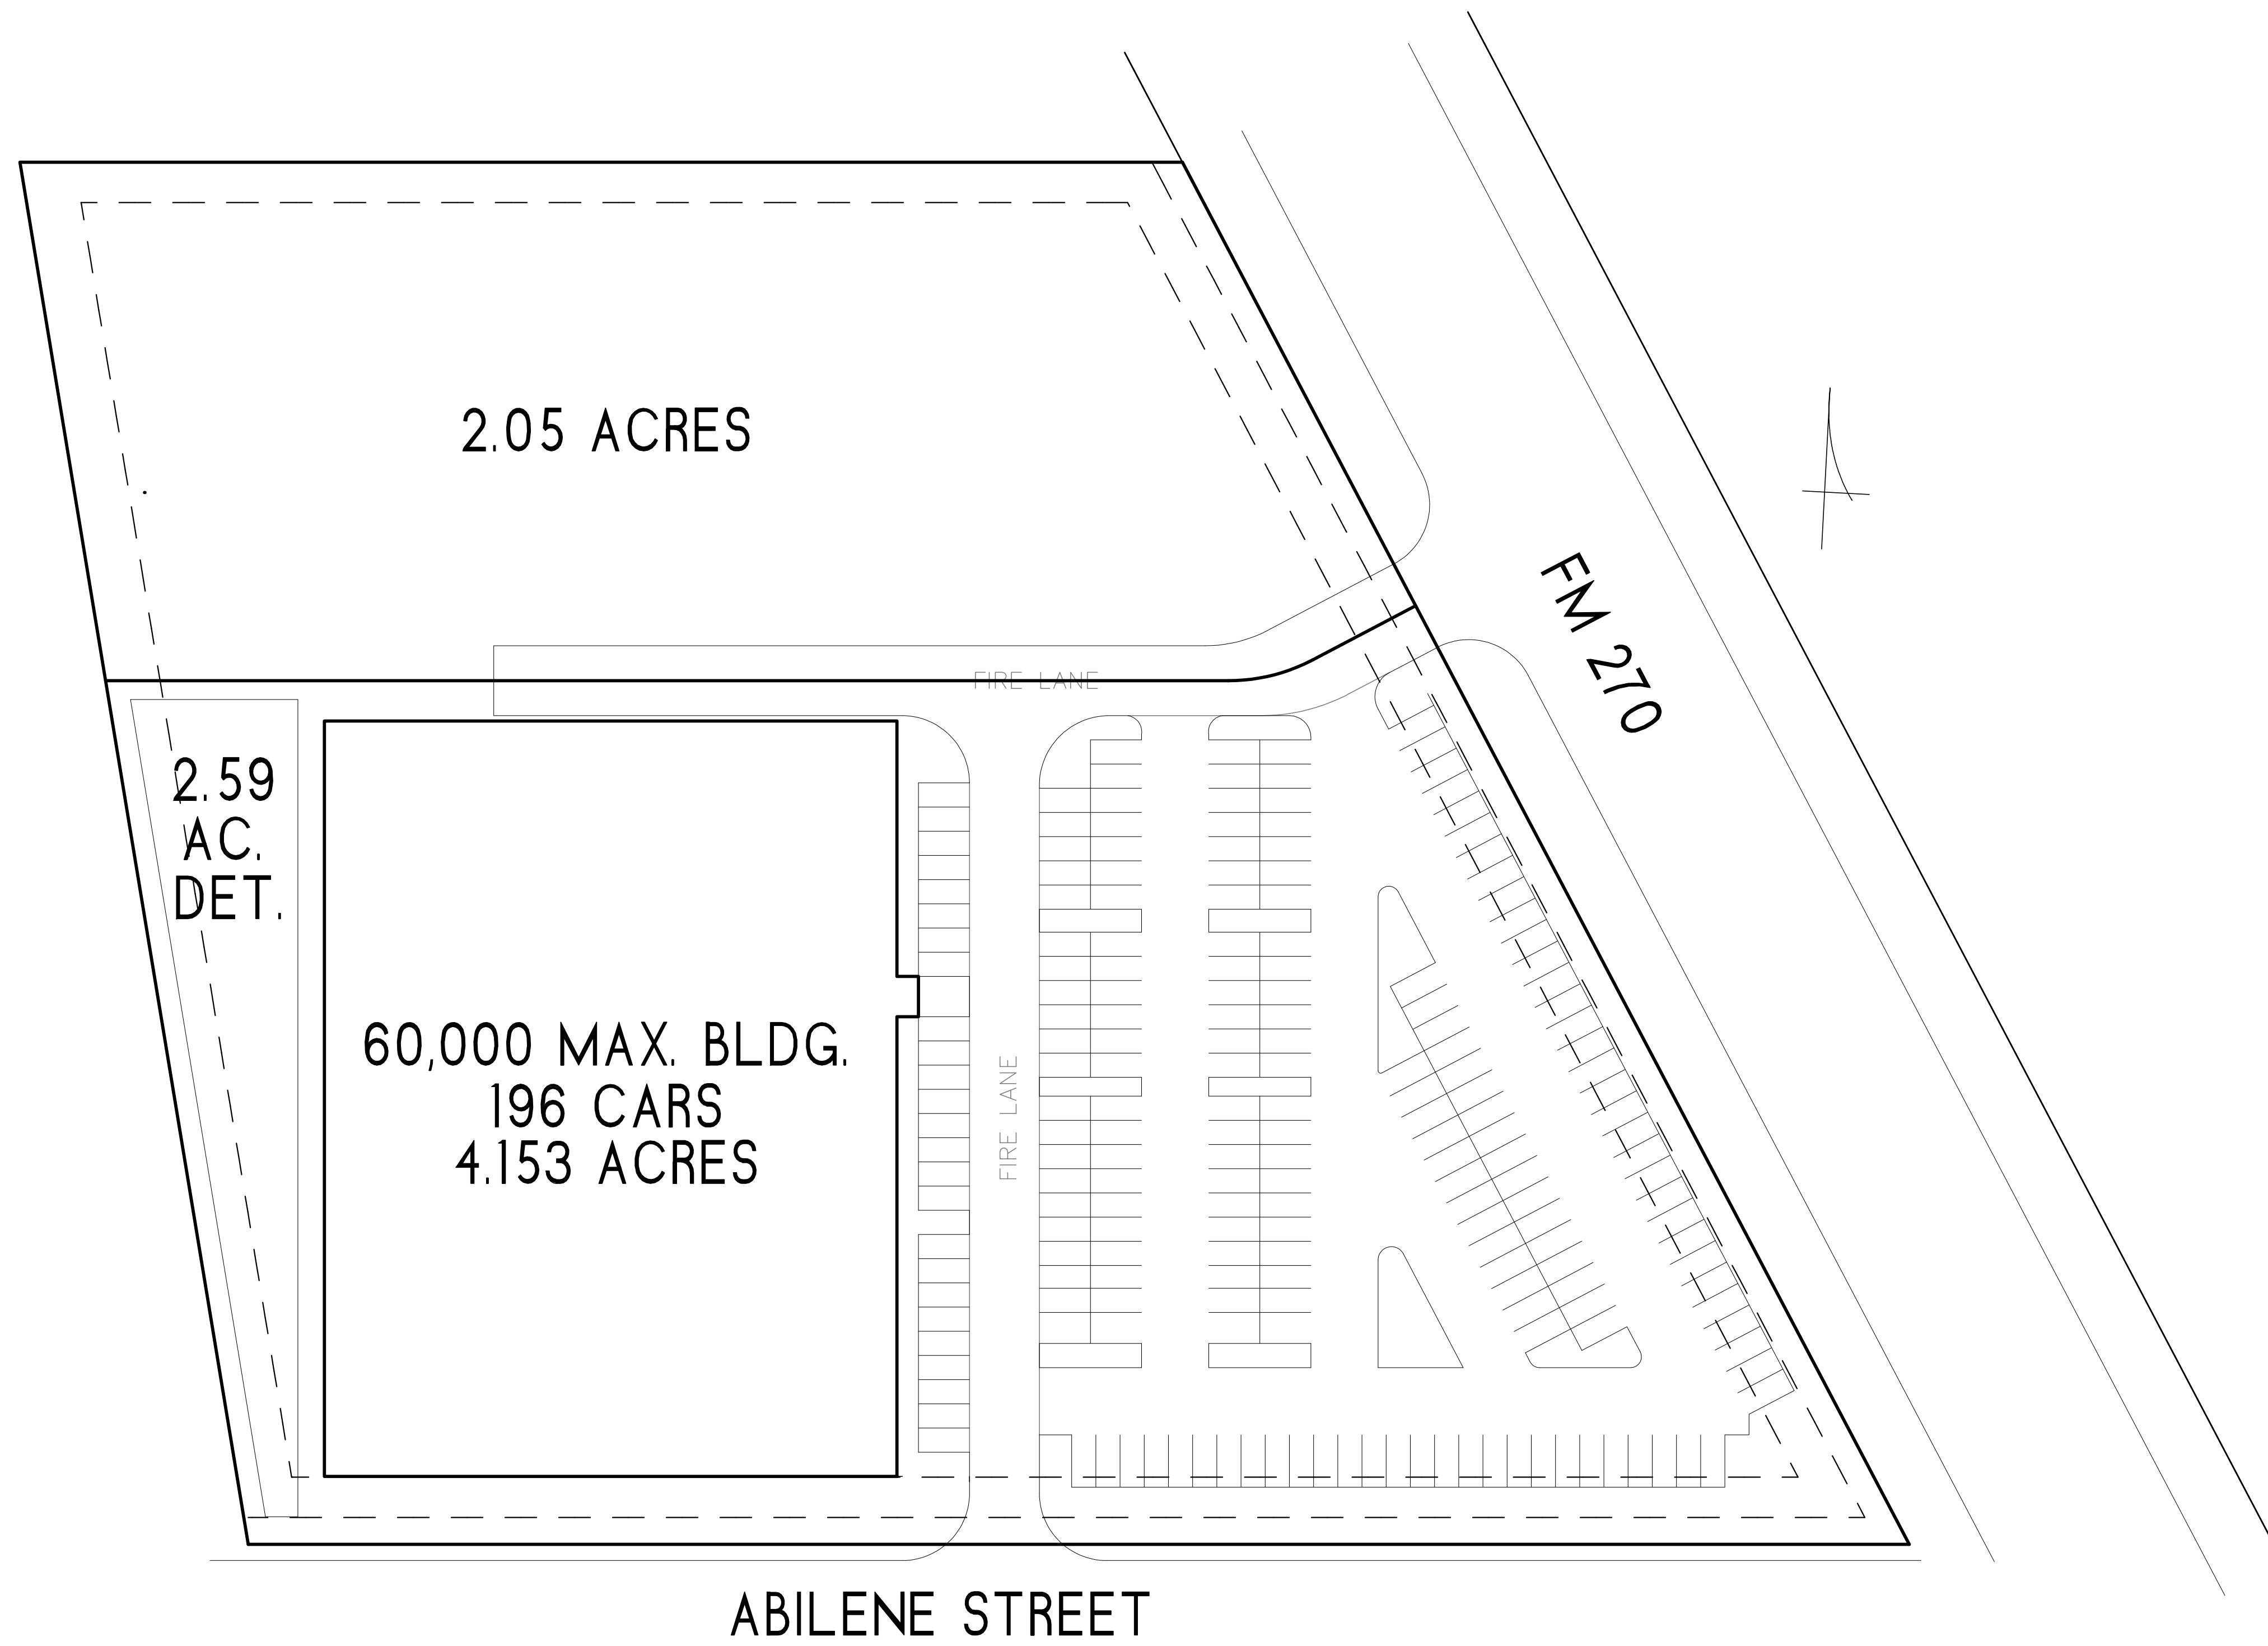 2.05 ACRES
FM 270
FIRE LANE
2.59
AC.
DET.
60,000 MAX. BLDG.
196 CARS
4.153 ACRES
FIRE LANE
ABILENE STREET